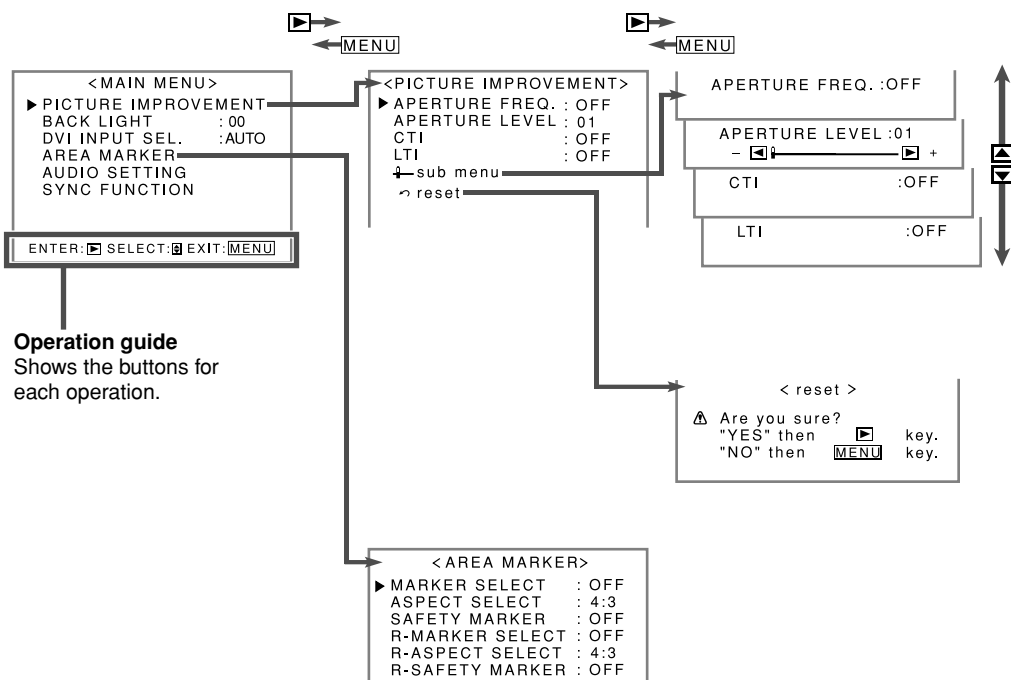 MENU
MENU
<MAIN MENU>
PICTURE IMPROVEMENT
BACK LIGHT : 00
DVI INPUT SEL. :AUTO
AREA MARKER
AUDIO SETTING
SYNC FUNCTION
ENTER:▶ SELECT: EXIT:MENU
Operation guide
Shows the buttons for
each operation.
<PICTURE IMPROVEMENT>
APERTURE FREQ. : OFF
APERTURE LEVEL : 01
CTI : OFF
LTI : OFF
sub menu
reset
APERTURE FREQ. :OFF
APERTURE LEVEL :01
– ◀ ▶ +
CTI :OFF
LTI :OFF
< reset >
Are you sure?
"YES" then ▶ key.
"NO" then MENU key.
<AREA MARKER>
MARKER SELECT : OFF
ASPECT SELECT : 4:3
SAFETY MARKER : OFF
R-MARKER SELECT : OFF
R-ASPECT SELECT : 4:3
R-SAFETY MARKER : OFF